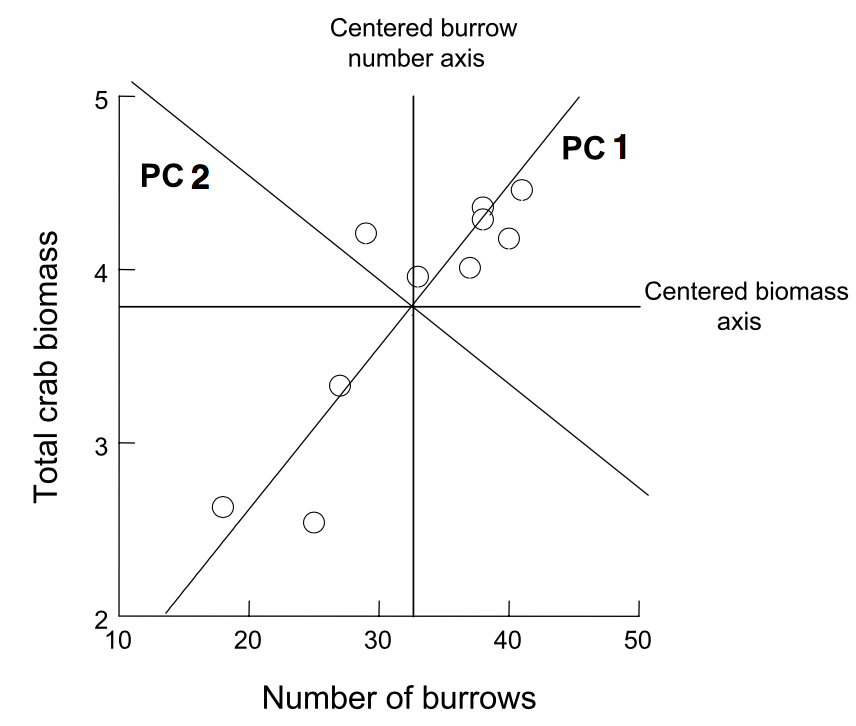 Centered burrow
number axis
5
PC 1
PC 2
4
Centered biomass
axis
Total crab biomass
3
2
10
20
30
40
50
Number of burrows